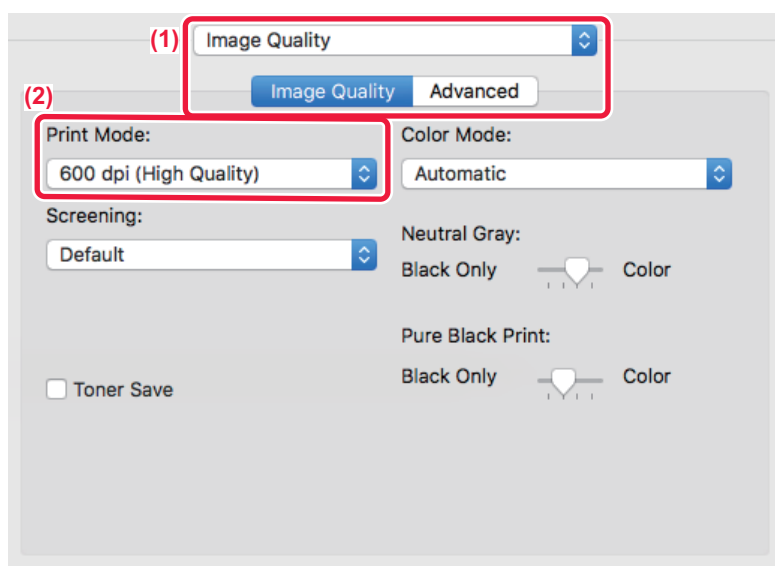 (1)
Image Quality
Image Quality Advanced
(2)
Print Mode:
600 dpi (High Quality)
Screening:
Default
Toner Save
Color Mode:
Automatic
Neutral Gray:
Black Only Color
Pure Black Print:
Black Only Color